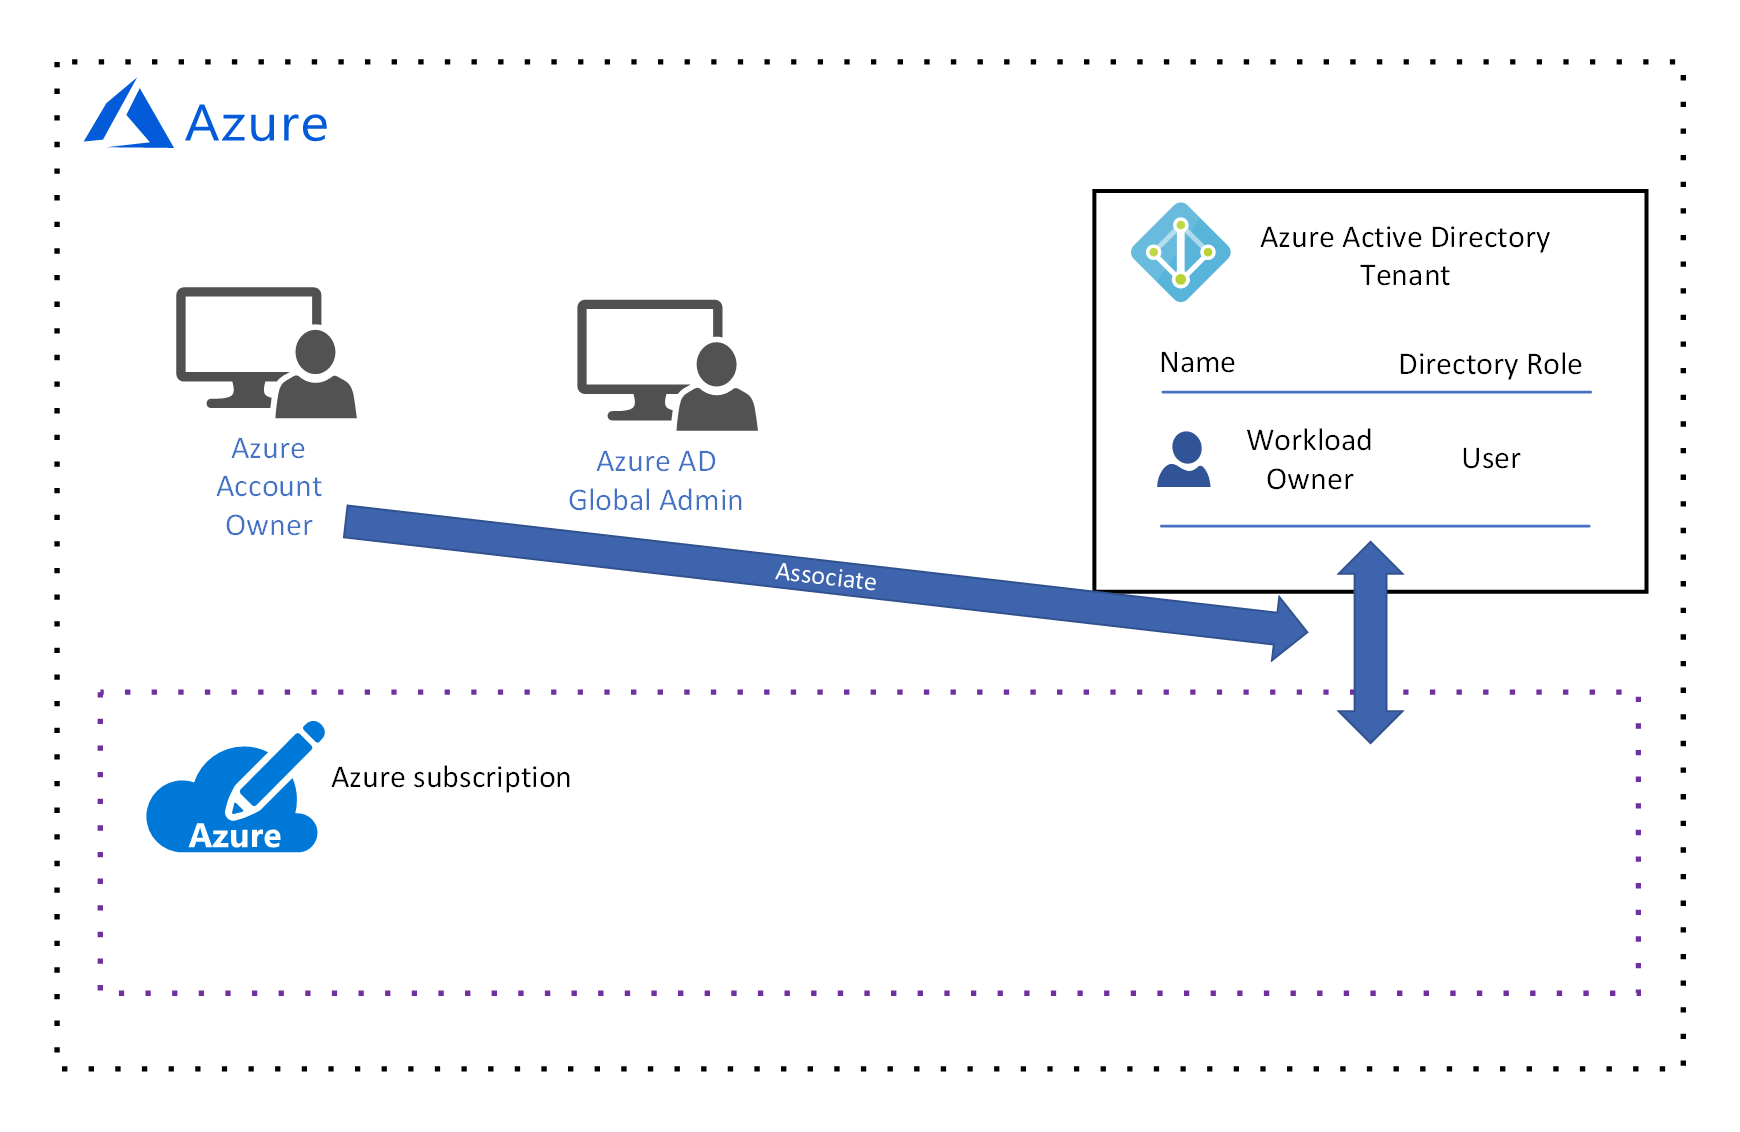 Azure
Azure Active Directory
Tenant
Name
Directory Role
Workload
Owner
User
Azure
Account
Owner
Azure AD
Global Admin
Associate
Azure subscription
Azure